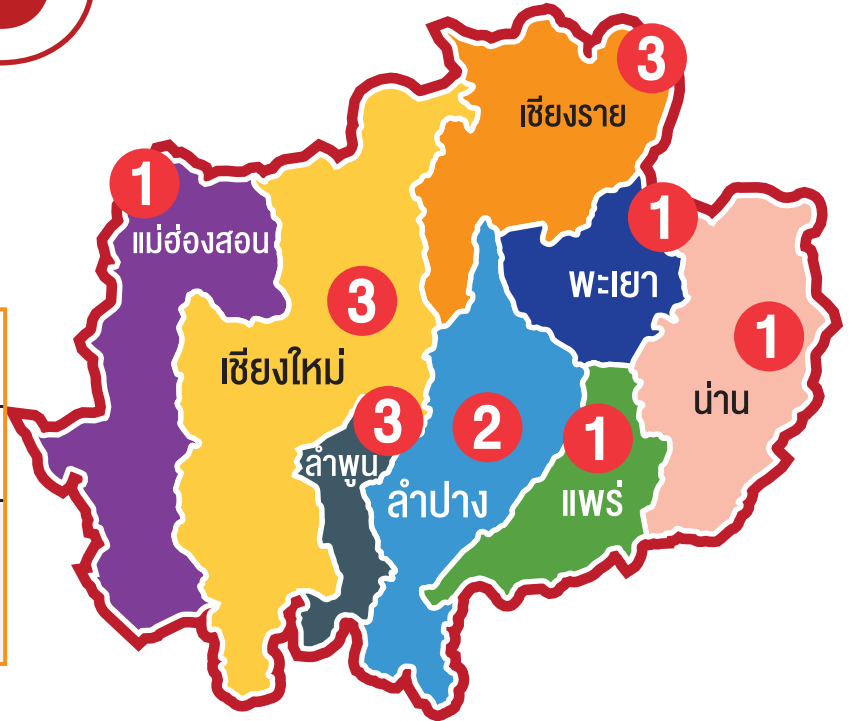 3
เชียงราย
1
แม่ฮ่องสอน
1
พะเยา
3
เชียงใหม่
1
น่าน
3
ลำพูน
2
ลำปาง
1
แพร่